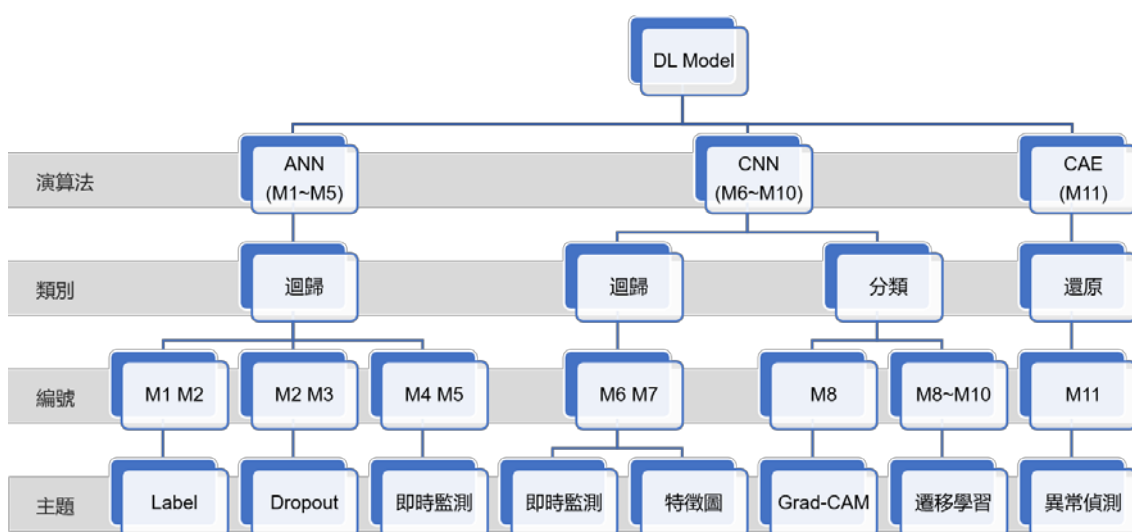 DL Model
演算法
ANN
(M1~M5)
CNN
(M6~M10)
CAE
(M11)
類別
迴歸
迴歸
分類
還原
編號
M1 M2
M2 M3
M4 M5
M6 M7
M8
M8~M10
M11
主題
Label
Dropout
即時監測
即時監測
特徵圖
Grad-CAM
遷移學習
異常偵測